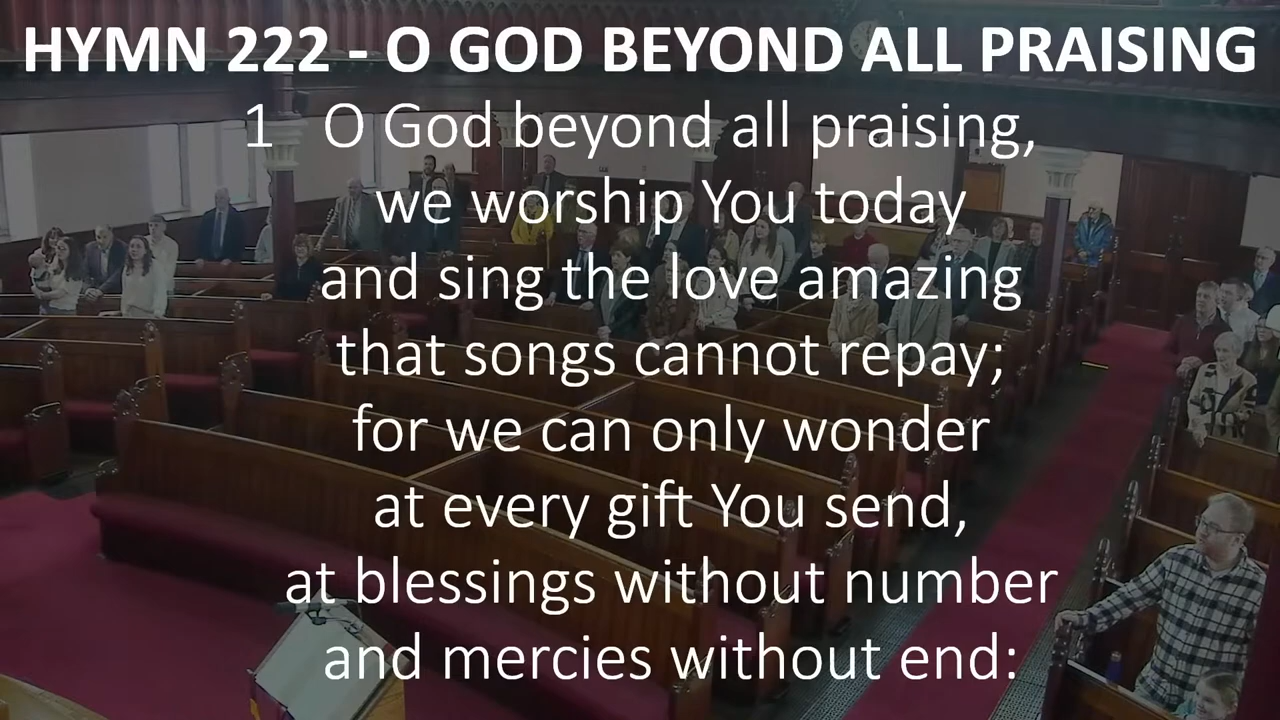 HYMN 222 - O GOD BEYOND ALL PRAISING
1 O God beyond all praising,
we worship You today
and sing the love amazing
that songs cannot repay;
for we can only wonder
at every gift You send,
at blessings without number
and mercies without end: